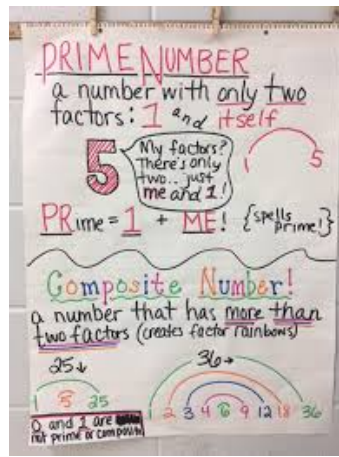 PRIME NUMBER
a number with only two
factors: 1 and itself
5
My factors?
There's only
two.. just
me and 1!
1 5
PRime = 1 + ME! {spells prime!}
Composite Number!
a number that has more than
two factors (creates factor rainbows)
25↓
36→
1 5 25
1 2 3 4 6 9 12 18 36
0 and 1 are
not prime or composite